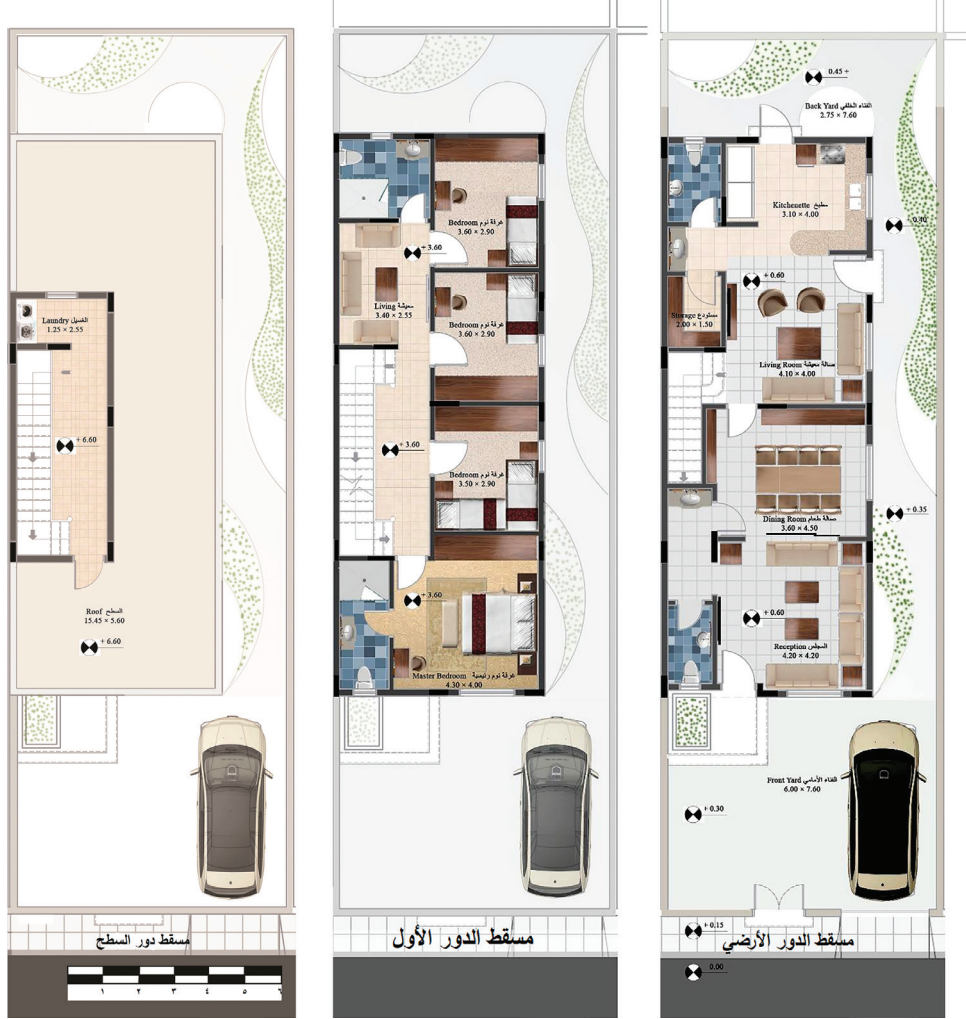 الغسيل Laundry
1.25 × 2.55
+ 6.60
السطح Roof
15.45 × 5.60
+ 6.60
مسقط دور السطح
١ ٢ ٣ ٤ ٥ ٦
غرفة نوم Bedroom
3.60 × 2.90
+ 3.60
معيشة Living
3.40 × 2.55
غرفة نوم Bedroom
3.60 × 2.90
+ 3.60
غرفة نوم Bedroom
3.50 × 2.90
+ 3.60
غرفة نوم رئيسية Master Bedroom
4.30 × 4.00
مسقط الدور الأول
0.45 +
الفناء الخلفي Back Yard
2.75 × 7.60
مطبخ Kitchenette
3.10 × 4.00
+ 0.40
+ 0.60
مستودع Storage
2.00 × 1.50
صالة معيشة Living Room
4.10 × 4.00
صالة طعام Dining Room
3.60 × 4.50
+ 0.35
+ 0.60
المجلس Reception
4.20 × 4.20
الفناء الأمامي Front Yard
6.00 × 7.60
+ 0.30
+ 0.15
مسقط الدور الأرضي
0.00